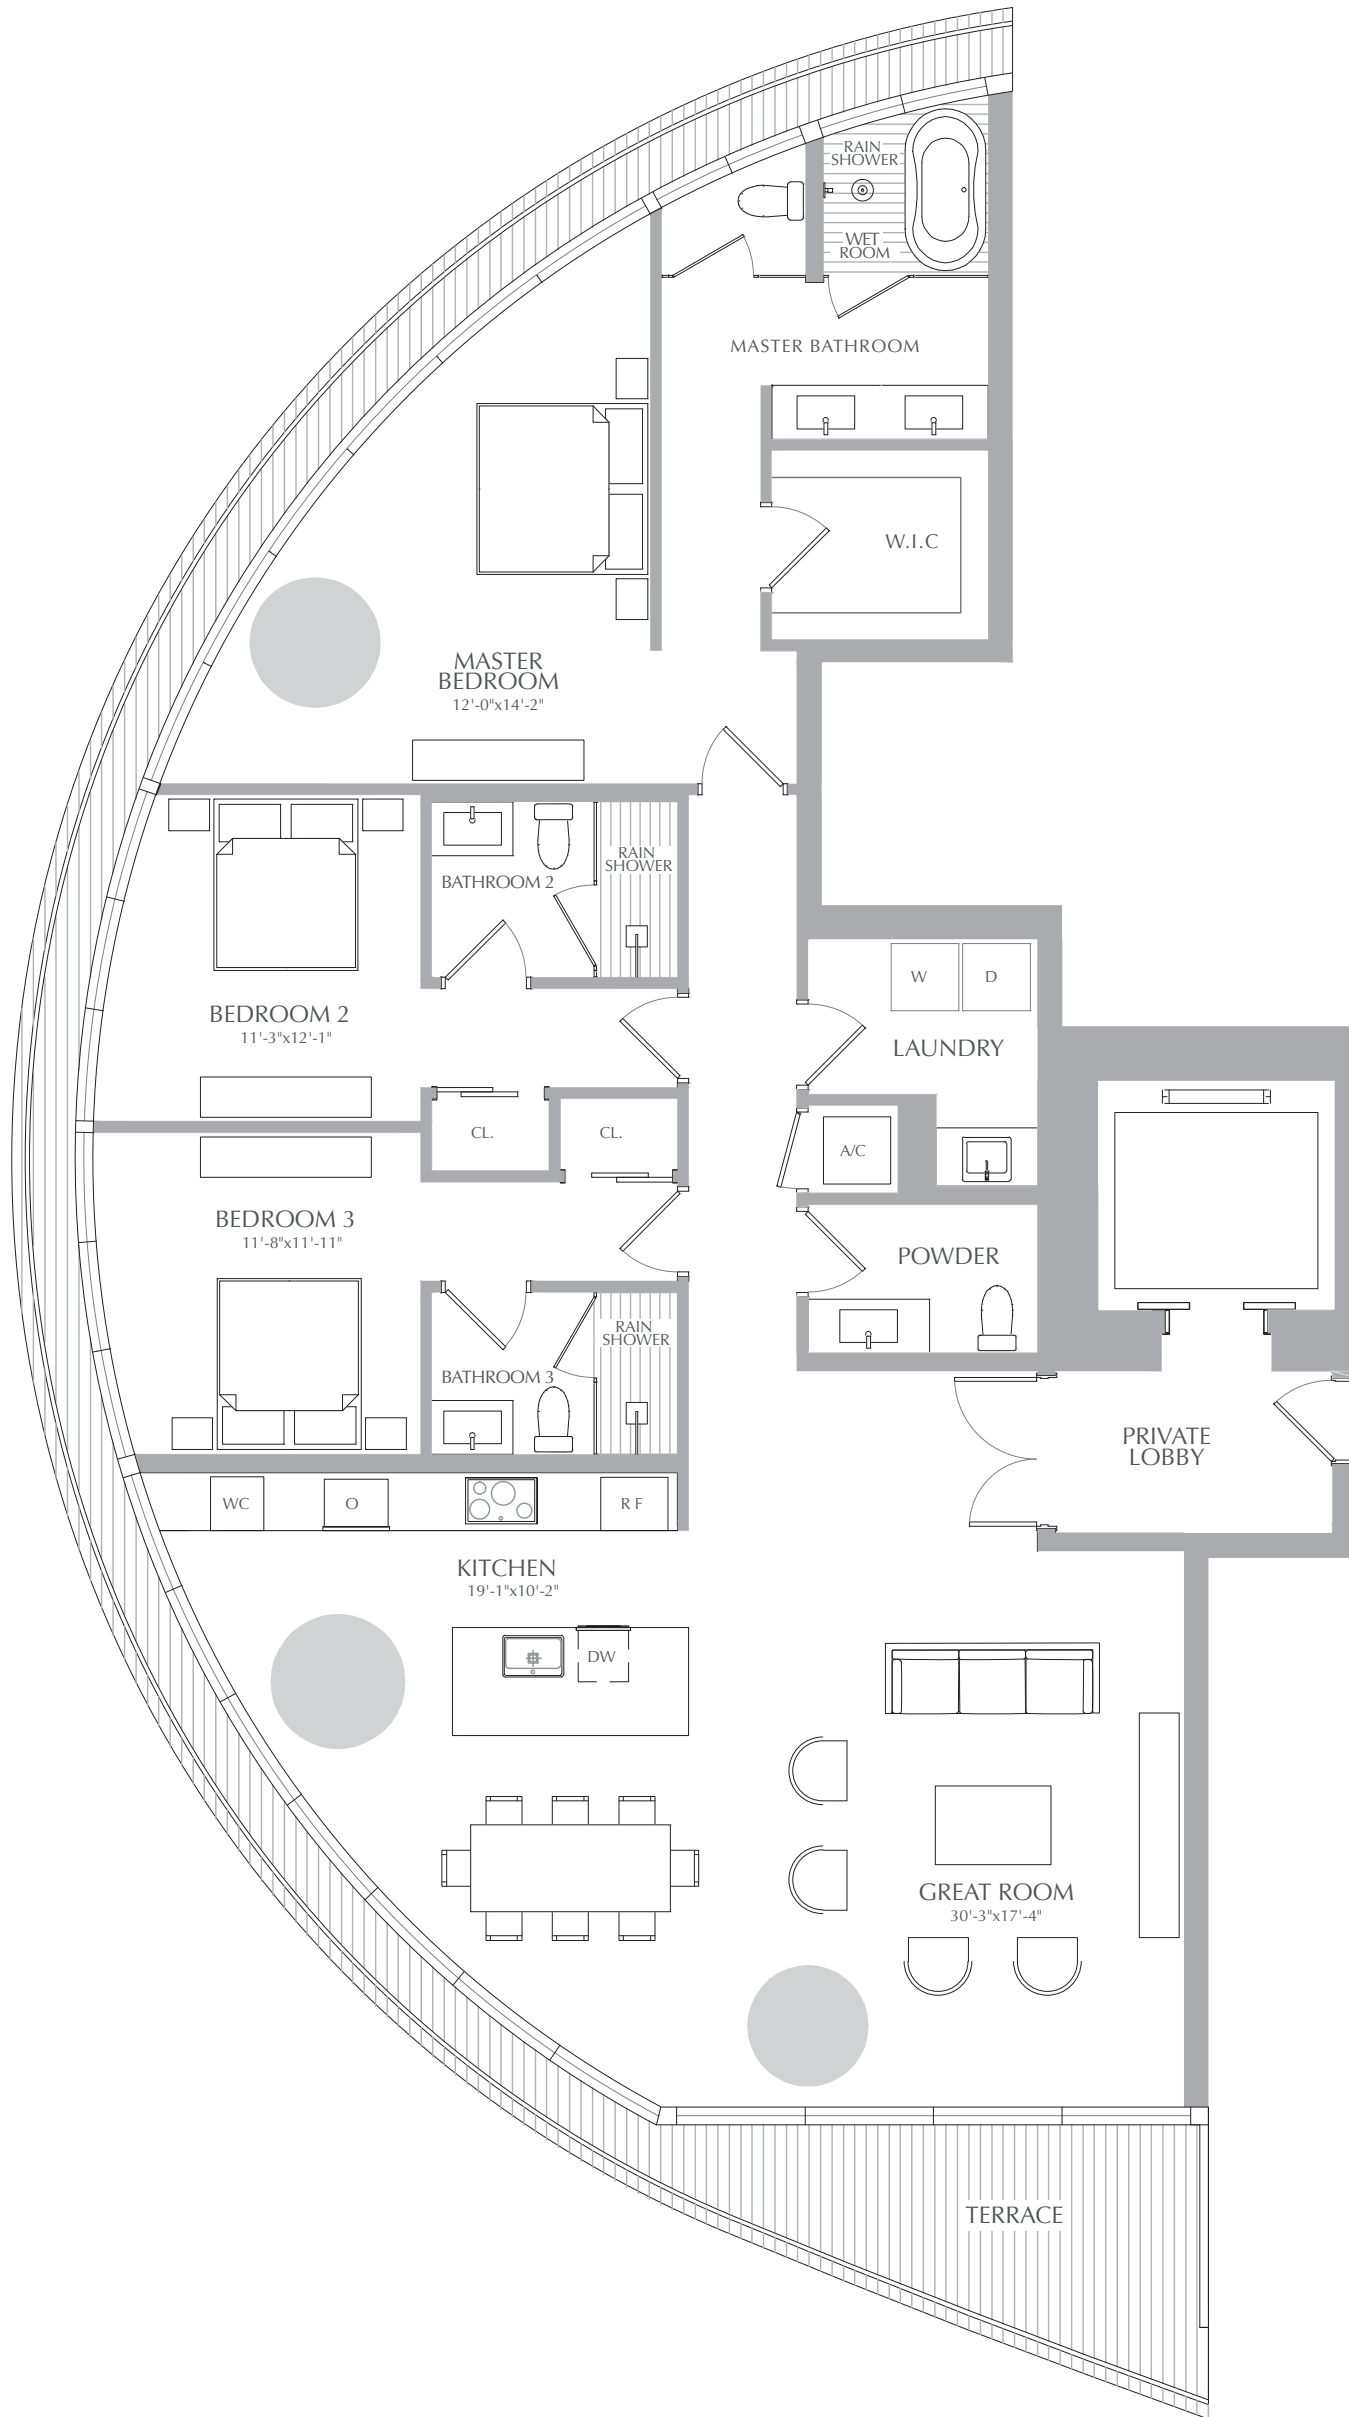 RAIN
SHOWER
WET
ROOM
MASTER BATHROOM
W.I.C
MASTER
BEDROOM
12'-0"x14'-2"
RAIN
SHOWER
BATHROOM 2
W
D
BEDROOM 2
11'-3"x12'-1"
LAUNDRY
CL.
CL.
A/C
BEDROOM 3
11'-8"x11'-11"
POWDER
RAIN
SHOWER
BATHROOM 3
PRIVATE
LOBBY
WC
O
R F
KITCHEN
19'-1"x10'-2"
DW
GREAT ROOM
30'-3"x17'-4"
TERRACE